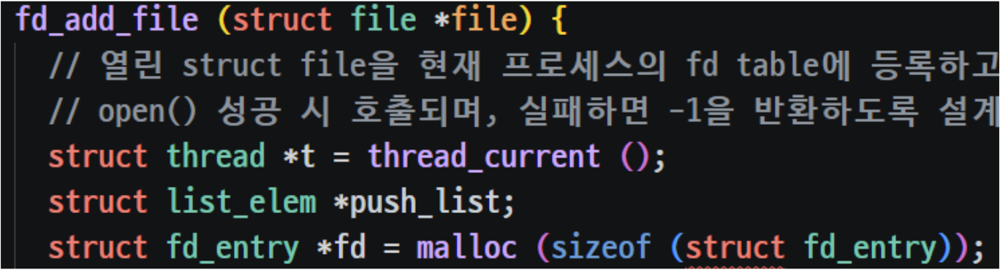 fd_add_file (struct file *file) {
// 열린 struct file을 현재 프로세스의 fd table에 등록하고
// open() 성공 시 호출되며, 실패하면 -1을 반환하도록 설계
struct thread *t = thread_current ();
struct list_elem *push_list;
struct fd_entry *fd = malloc (sizeof (struct fd_entry));